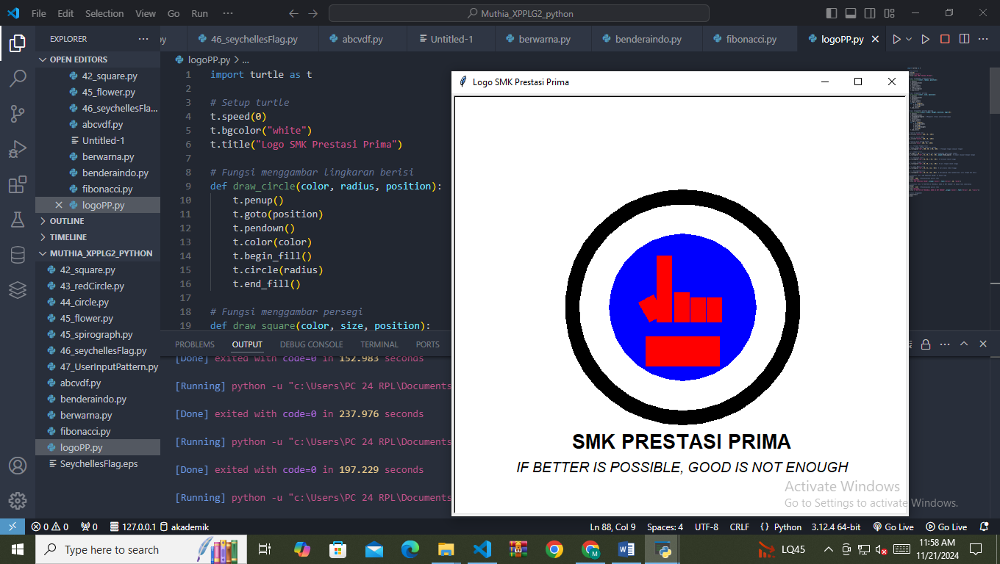 File Edit Selection View Go Run ··· Muthia_XPPLG2_python
EXPLORER ···
OPEN EDITORS
42_square.py
45_flower.py
46_seychellesFla...
abcvdf.py
Untitled-1
berwarna.py
benderaindo.py
fibonacci.py
logoPP.py
OUTLINE
TIMELINE
MUTHIA_XPPLG2_PYTHON
42_square.py
43_redCircle.py
44_circle.py
45_flower.py
45_spirograph.py
46_seychellesFlag.py
47_UserInputPattern.py
abcvdf.py
benderaindo.py
berwarna.py
fibonacci.py
logoPP.py
SeychellesFlag.eps
46_seychellesFlag.py abcvdf.py Untitled-1 berwarna.py benderaindo.py fibonacci.py logoPP.py
logoPP.py > ...
1 import turtle as t
2
3 # Setup turtle
4 t.speed(0)
5 t.bgcolor("white")
6 t.title("Logo SMK Prestasi Prima")
7
8 # Fungsi menggambar lingkaran berisi
9 def draw_circle(color, radius, position):
10 t.penup()
11 t.goto(position)
12 t.pendown()
13 t.color(color)
14 t.begin_fill()
15 t.circle(radius)
16 t.end_fill()
17
18 # Fungsi menggambar persegi
19 def draw_square(color, size, position):
PROBLEMS OUTPUT DEBUG CONSOLE TERMINAL PORTS
[Done] exited with code=0 in 152.983 seconds
[Running] python -u "c:\Users\PC 24 RPL\Documents
[Done] exited with code=0 in 237.976 seconds
[Running] python -u "c:\Users\PC 24 RPL\Documents
[Done] exited with code=0 in 197.229 seconds
[Running] python -u "c:\Users\PC 24 RPL\Documents
Logo SMK Prestasi Prima
SMK PRESTASI PRIMA
IF BETTER IS POSSIBLE, GOOD IS NOT ENOUGH
Activate Windows
Go to Settings to activate Windows.
0 0 0 127.0.0.1 akademik Ln 88, Col 9 Spaces: 4 UTF-8 CRLF {} Python 3.12.4 64-bit Go Live Go Live
Type here to search LQ45 11:58 AM
11/21/2024